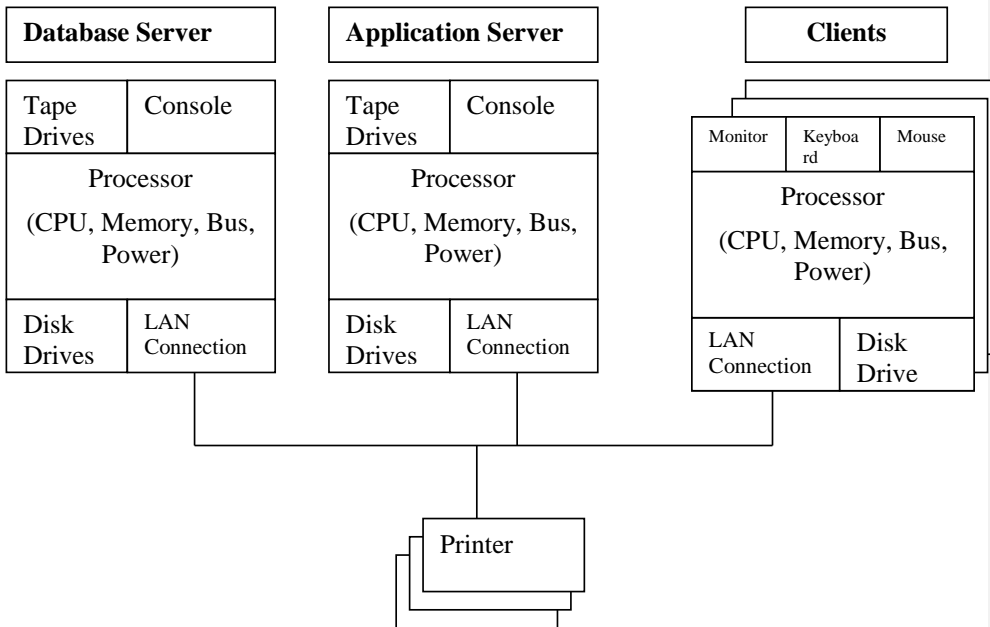 Database Server
Application Server
Clients
Tape
Drives
Console
Processor
(CPU, Memory, Bus,
Power)
Disk
Drives
LAN
Connection
Tape
Drives
Console
Processor
(CPU, Memory, Bus,
Power)
Disk
Drives
LAN
Connection
Monitor
Keyboa
rd
Mouse
Processor
(CPU, Memory, Bus,
Power)
LAN
Connection
Disk
Drive
Printer